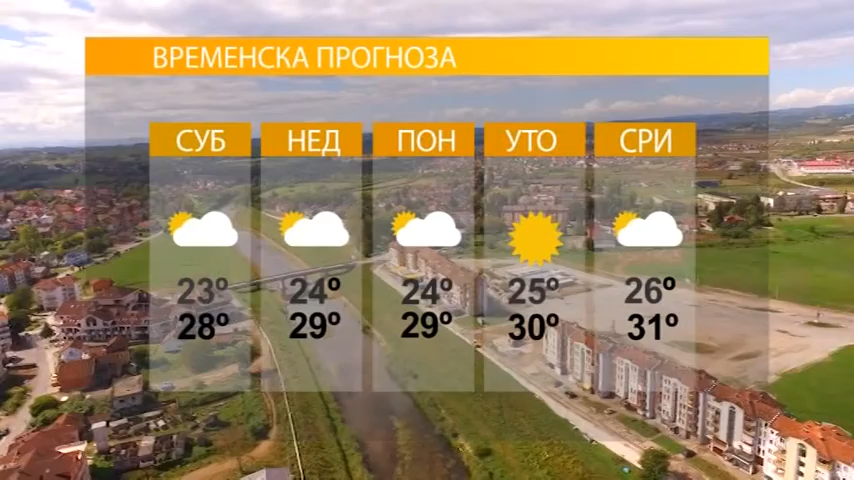 ВРЕМЕНСКА ПРОГНОЗА
СУБ НЕД ПОН УТО СРИ
23º 24º 24º 25º 26º
28º 29º 29º 30º 31º